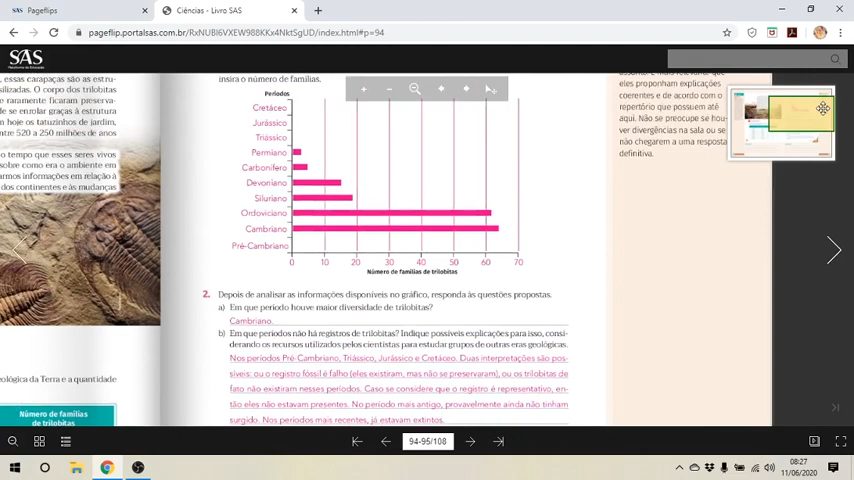 Pageflips
Ciências - Livro SAS
pageflip.portalsas.com.br/RxNUBI6VXEW988KKx4NktSgUD/index.html#p=94
SAS
, essas carapaças são as estru-
silizadas. O corpo dos trilobitas
e raramente ficaram preserva-
de se enrolar graças à estrutura
m hoje os tatuzinhos de jardim,
entre 520 a 250 milhões de anos
o tempo que esses seres vivos
sobre como era o ambiente em
armos informações em relação à
dos continentes e às mudanças
eológica da Terra e a quantidade
Número de famílias
de trilobitas
insira o número de famílias.
Períodos
Cretáceo
Jurássico
Triássico
Permiano
Carbonífero
Devoniano
Siluriano
Ordoviciano
Cambriano
Pré-Cambriano
0 10 20 30 40 50 60 70
Número de famílias de trilobitas
2. Depois de analisar as informações disponíveis no gráfico, responda às questões propostas.
a) Em que período houve maior diversidade de trilobitas?
Cambriano.
b) Em que períodos não há registros de trilobitas? Indique possíveis explicações para isso, consi-
derando os recursos utilizados pelos cientistas para estudar grupos de outras eras geológicas.
Nos períodos Pré-Cambriano, Triássico, Jurássico e Cretáceo. Duas interpretações são pos-
síveis: ou o registro fóssil é falho (eles existiram, mas não se preservaram), ou os trilobitas de
fato não existiram nesses períodos. Caso se considere que o registro é representativo, en-
tão eles não estavam presentes. No período mais antigo, provavelmente ainda não tinham
surgido. Nos períodos mais recentes, já estavam extintos.
que eles proponham explicações
coerentes e de acordo com o
repertório que possuem até
aqui. Não se preocupe se hou-
ver divergências na sala ou se
não chegarem a uma resposta
definitiva.
94-95/108
08:27
11/06/2020